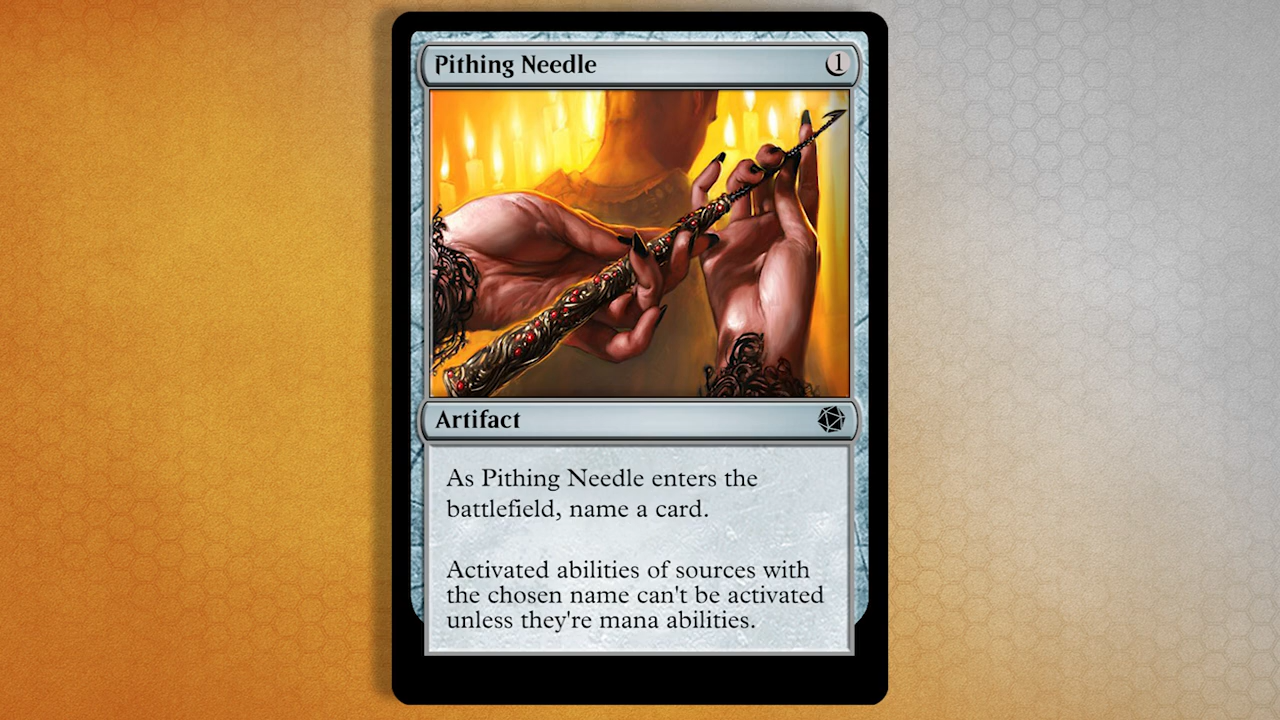 Pithing Needle 1
Artifact
As Pithing Needle enters the
battlefield, name a card.
Activated abilities of sources with
the chosen name can't be activated
unless they're mana abilities.